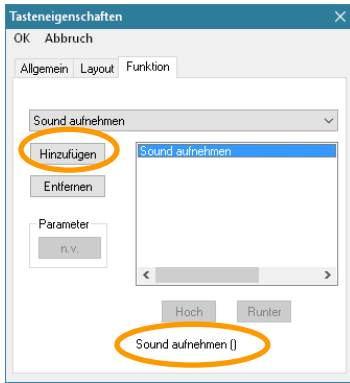 Tasteneigenschaften
OK Abbruch
Allgemein Layout Funktion
Sound aufnehmen
Hinzufügen
Sound aufnehmen
Entfernen
Parameter
n.v.
Hoch Runter
Sound aufnehmen ()